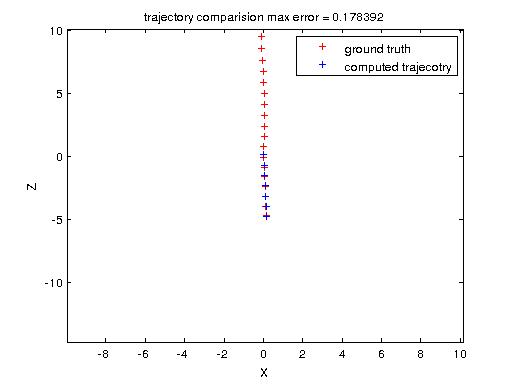 trajectory comparision max error = 0.178392
ground truth
computed trajecotry
10
5
0
-5
-10
Z
-8 -6 -4 -2 0 2 4 6 8 10
X